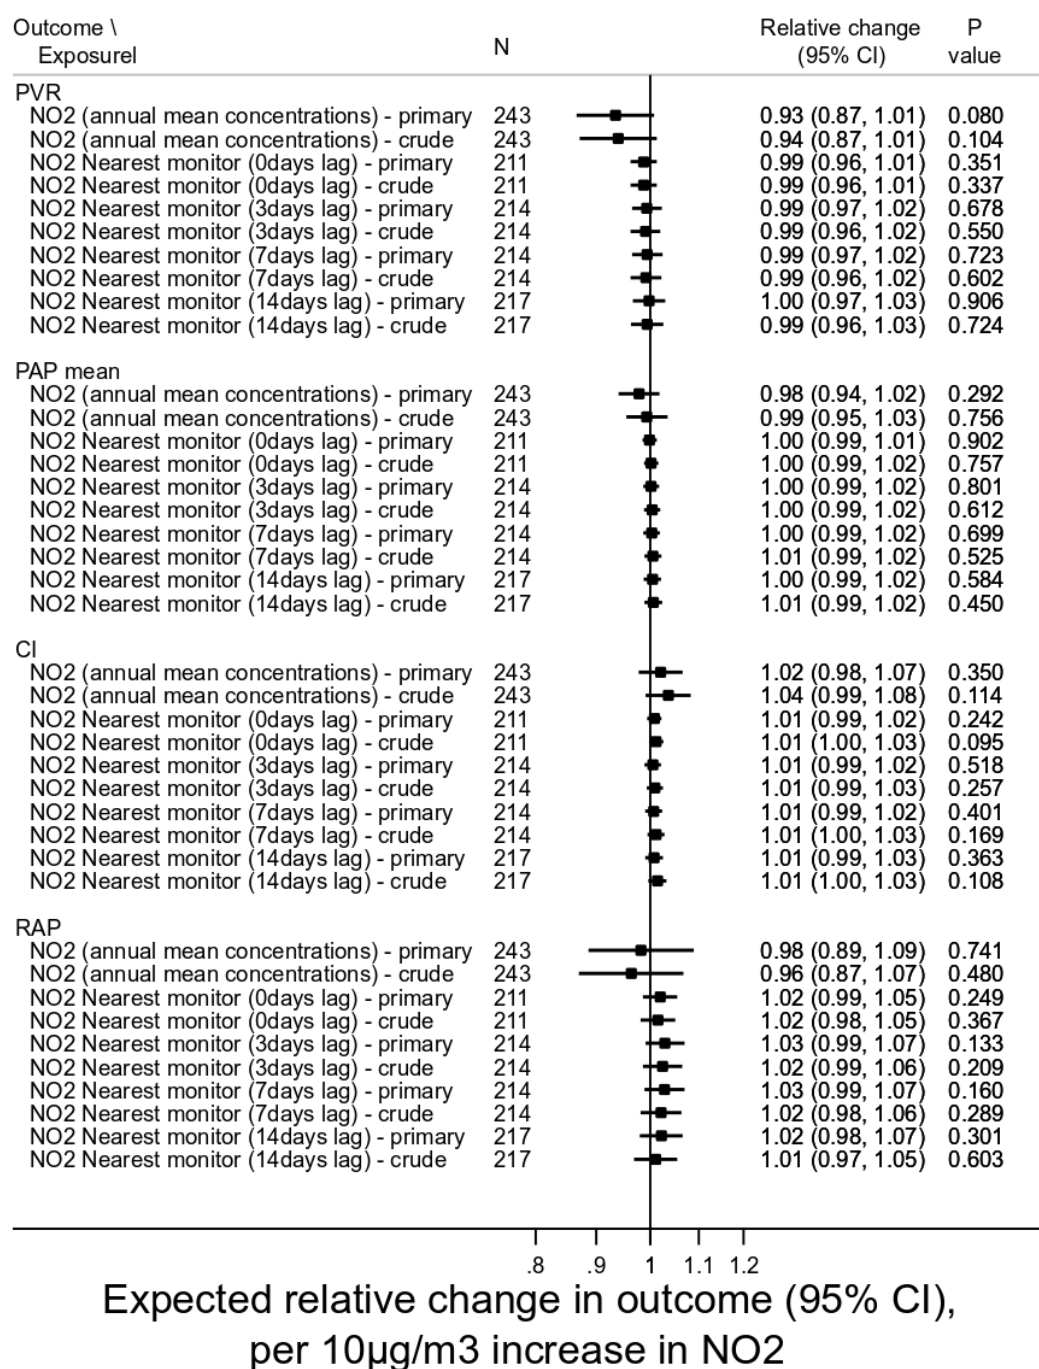 Outcome \ Relative change P
Exposurel N (95% CI) value
PVR
NO2 (annual mean concentrations) - primary 243 0.93 (0.87, 1.01) 0.080
NO2 (annual mean concentrations) - crude 243 0.94 (0.87, 1.01) 0.104
NO2 Nearest monitor (0days lag) - primary 211 0.99 (0.96, 1.01) 0.351
NO2 Nearest monitor (0days lag) - crude 211 0.99 (0.96, 1.01) 0.337
NO2 Nearest monitor (3days lag) - primary 214 0.99 (0.97, 1.02) 0.678
NO2 Nearest monitor (3days lag) - crude 214 0.99 (0.96, 1.02) 0.550
NO2 Nearest monitor (7days lag) - primary 214 0.99 (0.97, 1.02) 0.723
NO2 Nearest monitor (7days lag) - crude 214 0.99 (0.96, 1.02) 0.602
NO2 Nearest monitor (14days lag) - primary 217 1.00 (0.97, 1.03) 0.906
NO2 Nearest monitor (14days lag) - crude 217 0.99 (0.96, 1.03) 0.724
PAP mean
NO2 (annual mean concentrations) - primary 243 0.98 (0.94, 1.02) 0.292
NO2 (annual mean concentrations) - crude 243 0.99 (0.95, 1.03) 0.756
NO2 Nearest monitor (0days lag) - primary 211 1.00 (0.99, 1.01) 0.902
NO2 Nearest monitor (0days lag) - crude 211 1.00 (0.99, 1.02) 0.757
NO2 Nearest monitor (3days lag) - primary 214 1.00 (0.99, 1.02) 0.801
NO2 Nearest monitor (3days lag) - crude 214 1.00 (0.99, 1.02) 0.612
NO2 Nearest monitor (7days lag) - primary 214 1.00 (0.99, 1.02) 0.699
NO2 Nearest monitor (7days lag) - crude 214 1.01 (0.99, 1.02) 0.525
NO2 Nearest monitor (14days lag) - primary 217 1.00 (0.99, 1.02) 0.584
NO2 Nearest monitor (14days lag) - crude 217 1.01 (0.99, 1.02) 0.450
CI
NO2 (annual mean concentrations) - primary 243 1.02 (0.98, 1.07) 0.350
NO2 (annual mean concentrations) - crude 243 1.04 (0.99, 1.08) 0.114
NO2 Nearest monitor (0days lag) - primary 211 1.01 (0.99, 1.02) 0.242
NO2 Nearest monitor (0days lag) - crude 211 1.01 (1.00, 1.03) 0.095
NO2 Nearest monitor (3days lag) - primary 214 1.01 (0.99, 1.02) 0.518
NO2 Nearest monitor (3days lag) - crude 214 1.01 (0.99, 1.03) 0.257
NO2 Nearest monitor (7days lag) - primary 214 1.01 (0.99, 1.02) 0.401
NO2 Nearest monitor (7days lag) - crude 214 1.01 (1.00, 1.03) 0.169
NO2 Nearest monitor (14days lag) - primary 217 1.01 (0.99, 1.03) 0.363
NO2 Nearest monitor (14days lag) - crude 217 1.01 (1.00, 1.03) 0.108
RAP
NO2 (annual mean concentrations) - primary 243 0.98 (0.89, 1.09) 0.741
NO2 (annual mean concentrations) - crude 243 0.96 (0.87, 1.07) 0.480
NO2 Nearest monitor (0days lag) - primary 211 1.02 (0.99, 1.05) 0.249
NO2 Nearest monitor (0days lag) - crude 211 1.02 (0.98, 1.05) 0.367
NO2 Nearest monitor (3days lag) - primary 214 1.03 (0.99, 1.07) 0.133
NO2 Nearest monitor (3days lag) - crude 214 1.02 (0.99, 1.06) 0.209
NO2 Nearest monitor (7days lag) - primary 214 1.03 (0.99, 1.07) 0.160
NO2 Nearest monitor (7days lag) - crude 214 1.02 (0.98, 1.06) 0.289
NO2 Nearest monitor (14days lag) - primary 217 1.02 (0.98, 1.07) 0.301
NO2 Nearest monitor (14days lag) - crude 217 1.01 (0.97, 1.05) 0.603
.8 .9 1 1.1 1.2
Expected relative change in outcome (95% CI),
per 10µg/m3 increase in NO2